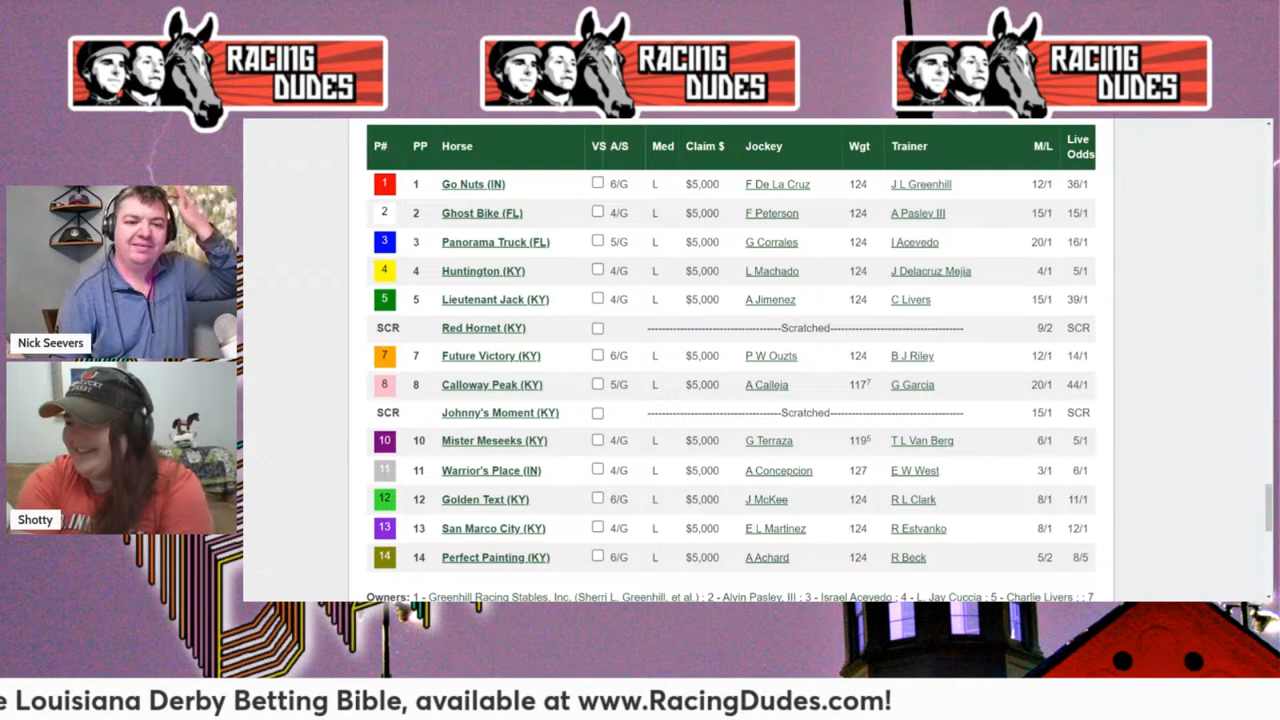 RACING
DUDES
RACING
DUDES
RACING
DUDES
P# PP Horse VS A/S Med Claim $ Jockey Wgt Trainer M/L Live Odds
1 1 Go Nuts (IN) 6/G L $5,000 F De La Cruz 124 J L Greenhill 12/1 36/1
2 2 Ghost Bike (FL) 4/G L $5,000 F Peterson 124 A Pasley III 15/1 15/1
3 3 Panorama Truck (FL) 5/G L $5,000 G Corrales 124 I Acevedo 20/1 16/1
4 4 Huntington (KY) 4/G L $5,000 L Machado 124 J Delacruz Mejia 4/1 5/1
5 5 Lieutenant Jack (KY) 4/G L $5,000 A Jimenez 124 C Livers 15/1 39/1
SCR Red Hornet (KY) Scratched 9/2 SCR
7 7 Future Victory (KY) 6/G L $5,000 P W Ouzts 124 B J Riley 12/1 14/1
8 8 Calloway Peak (KY) 5/G L $5,000 A Calleja 117⁷ G Garcia 20/1 44/1
SCR Johnny's Moment (KY) Scratched 15/1 SCR
10 10 Mister Meseeks (KY) 4/G L $5,000 G Terraza 119⁵ T L Van Berg 6/1 5/1
11 11 Warrior's Place (IN) 4/G L $5,000 A Concepcion 127 E W West 3/1 6/1
12 12 Golden Text (KY) 6/G L $5,000 J McKee 124 R L Clark 8/1 11/1
13 13 San Marco City (KY) 4/G L $5,000 E L Martinez 124 R Estvanko 8/1 12/1
14 14 Perfect Painting (KY) 6/G L $5,000 A Achard 124 R Beck 5/2 8/5
Owners: 1 - Greenhill Racing Stables, Inc. (Sherri L. Greenhill, et al.) ; 2 - Alvin Pasley, III ; 3 - Israel Acevedo ; 4 - L. Jay Cuccia ; 5 - Charlie Livers ; ; 7
Nick Seevers
Shotty
e Louisiana Derby Betting Bible, available at www.RacingDudes.com!